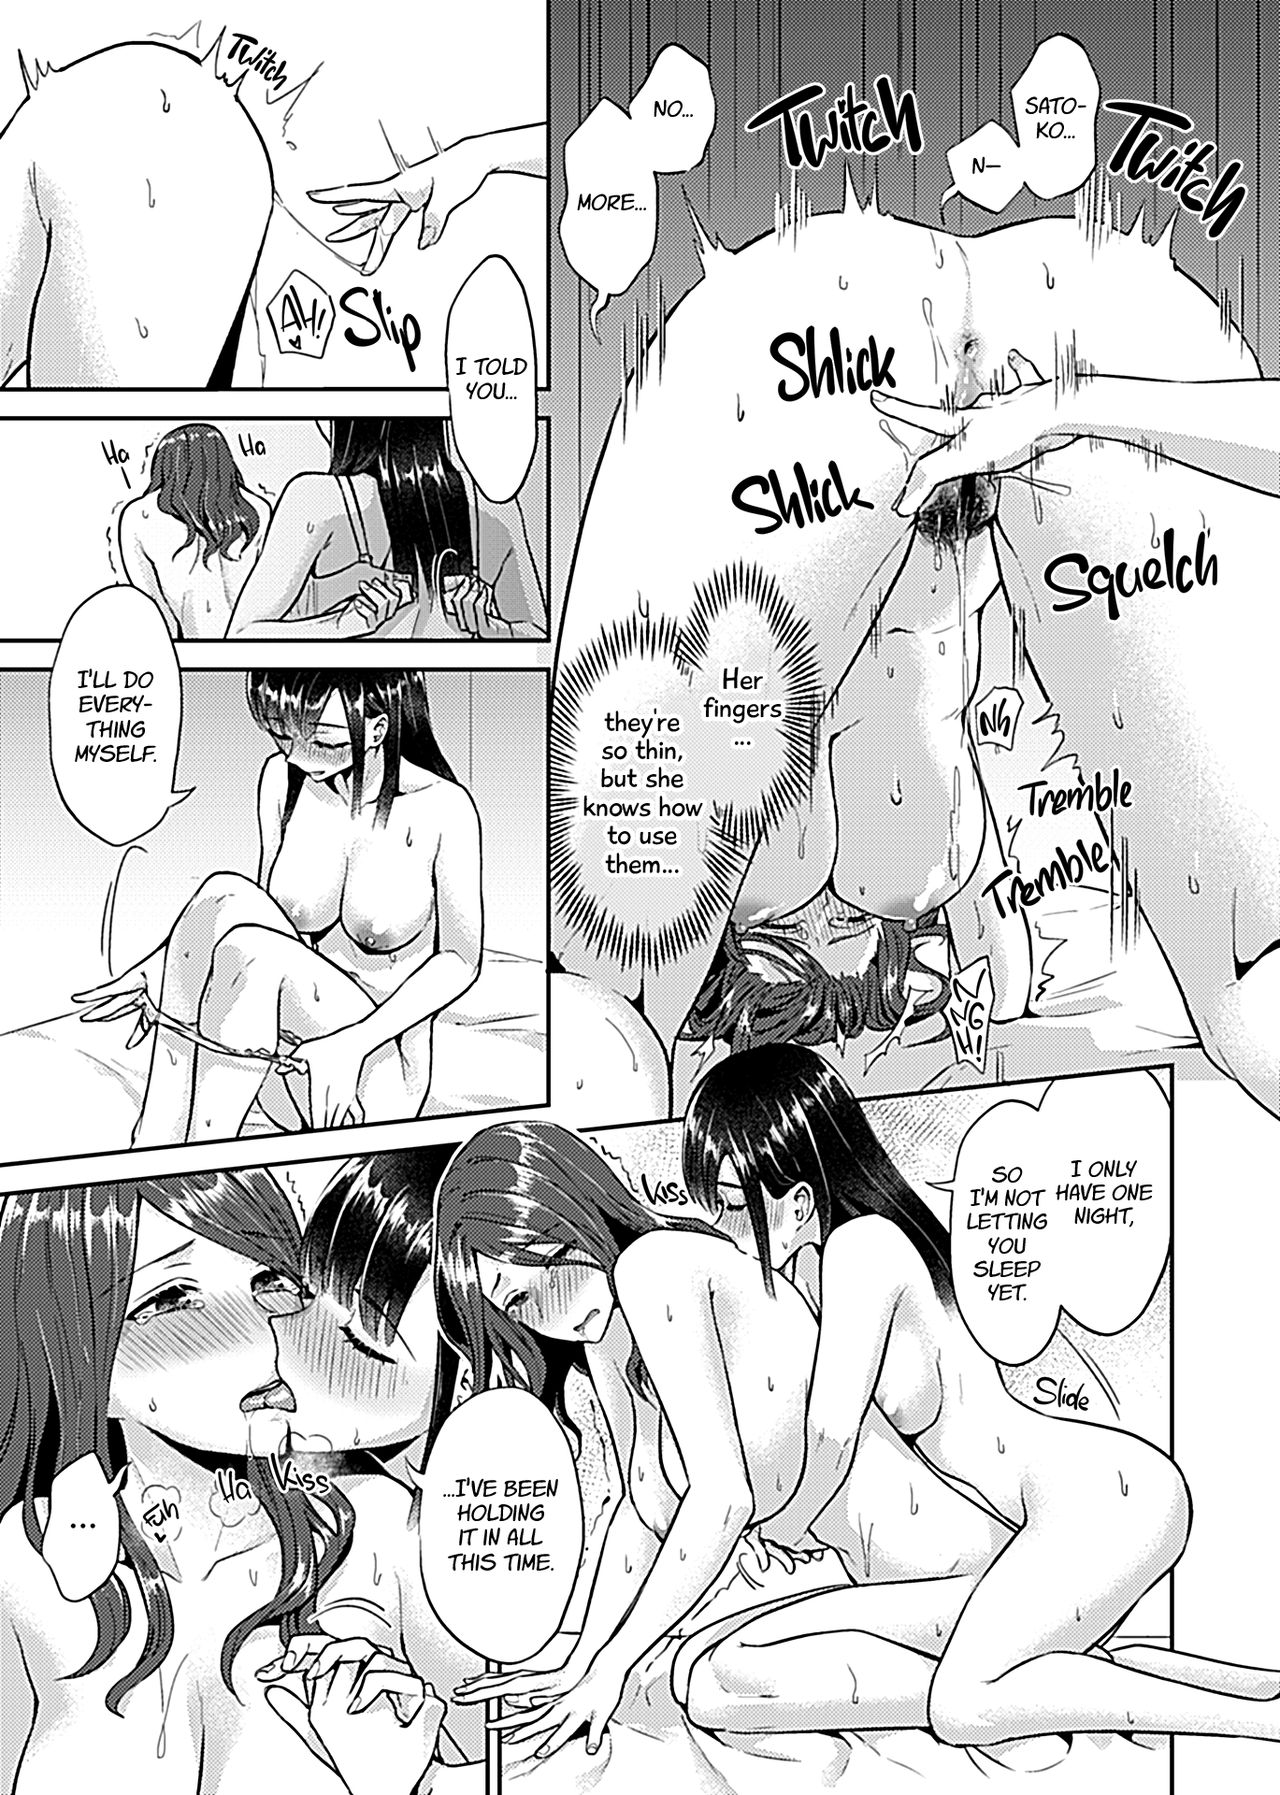 SATO-
KO...
N—
Twitch
Twitch
NO...
MORE...
Shlick
Shlick
Squelch
Her
fingers
...
they're
so thin,
but she
knows how
to use
them...
Nh
Tremble
Tremble
NNGH!
Twitch
AH!
Slip
I TOLD
YOU...
Ha
Ha
I'LL DO
EVERY-
THING
MYSELF.
I ONLY
HAVE ONE
NIGHT,
SO
I'M NOT
LETTING
YOU
SLEEP
YET.
Kiss
Slide
...I'VE BEEN
HOLDING
IT IN ALL
THIS TIME.
Kiss
Ha
Fuh
...